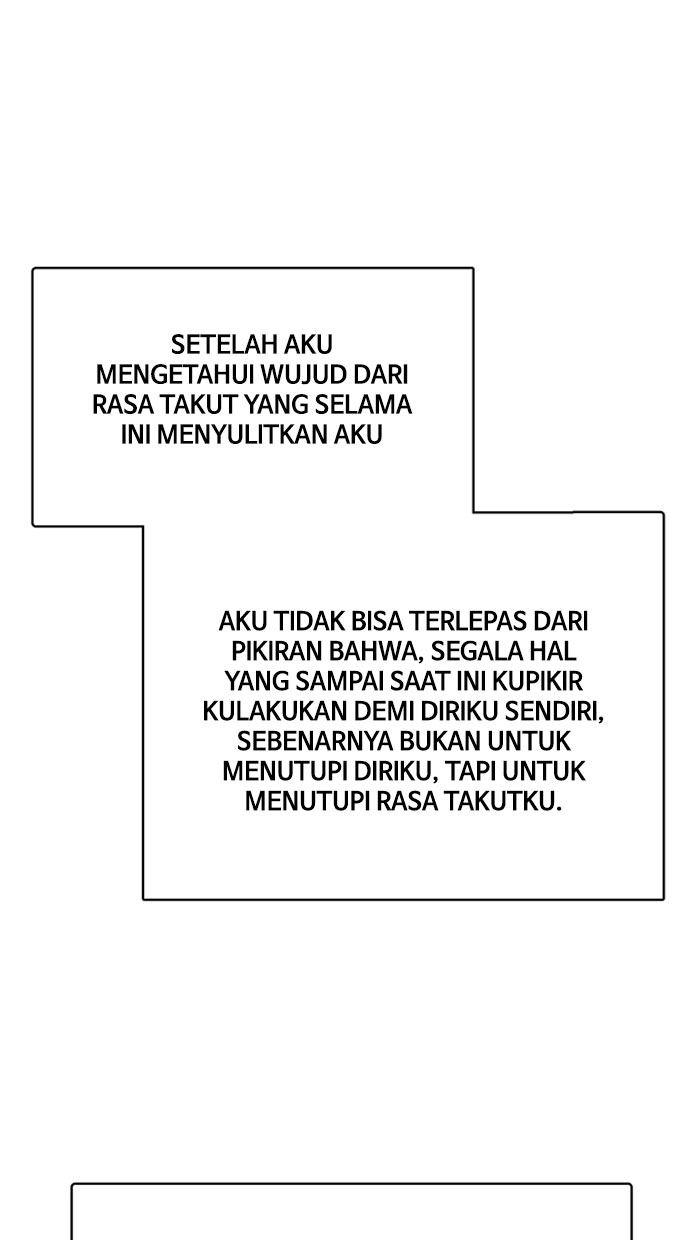 SETELAH AKU
MENGETAHUI WUJUD DARI
RASA TAKUT YANG SELAMA
INI MENYULITKAN AKU
AKU TIDAK BISA TERLEPAS DARI
PIKIRAN BAHWA, SEGALA HAL
YANG SAMPAI SAAT INI KUPIKIR
KULAKUKAN DEMI DIRIKU SENDIRI,
SEBENARNYA BUKAN UNTUK
MENUTUPI DIRIKU, TAPI UNTUK
MENUTUPI RASA TAKUTKU.